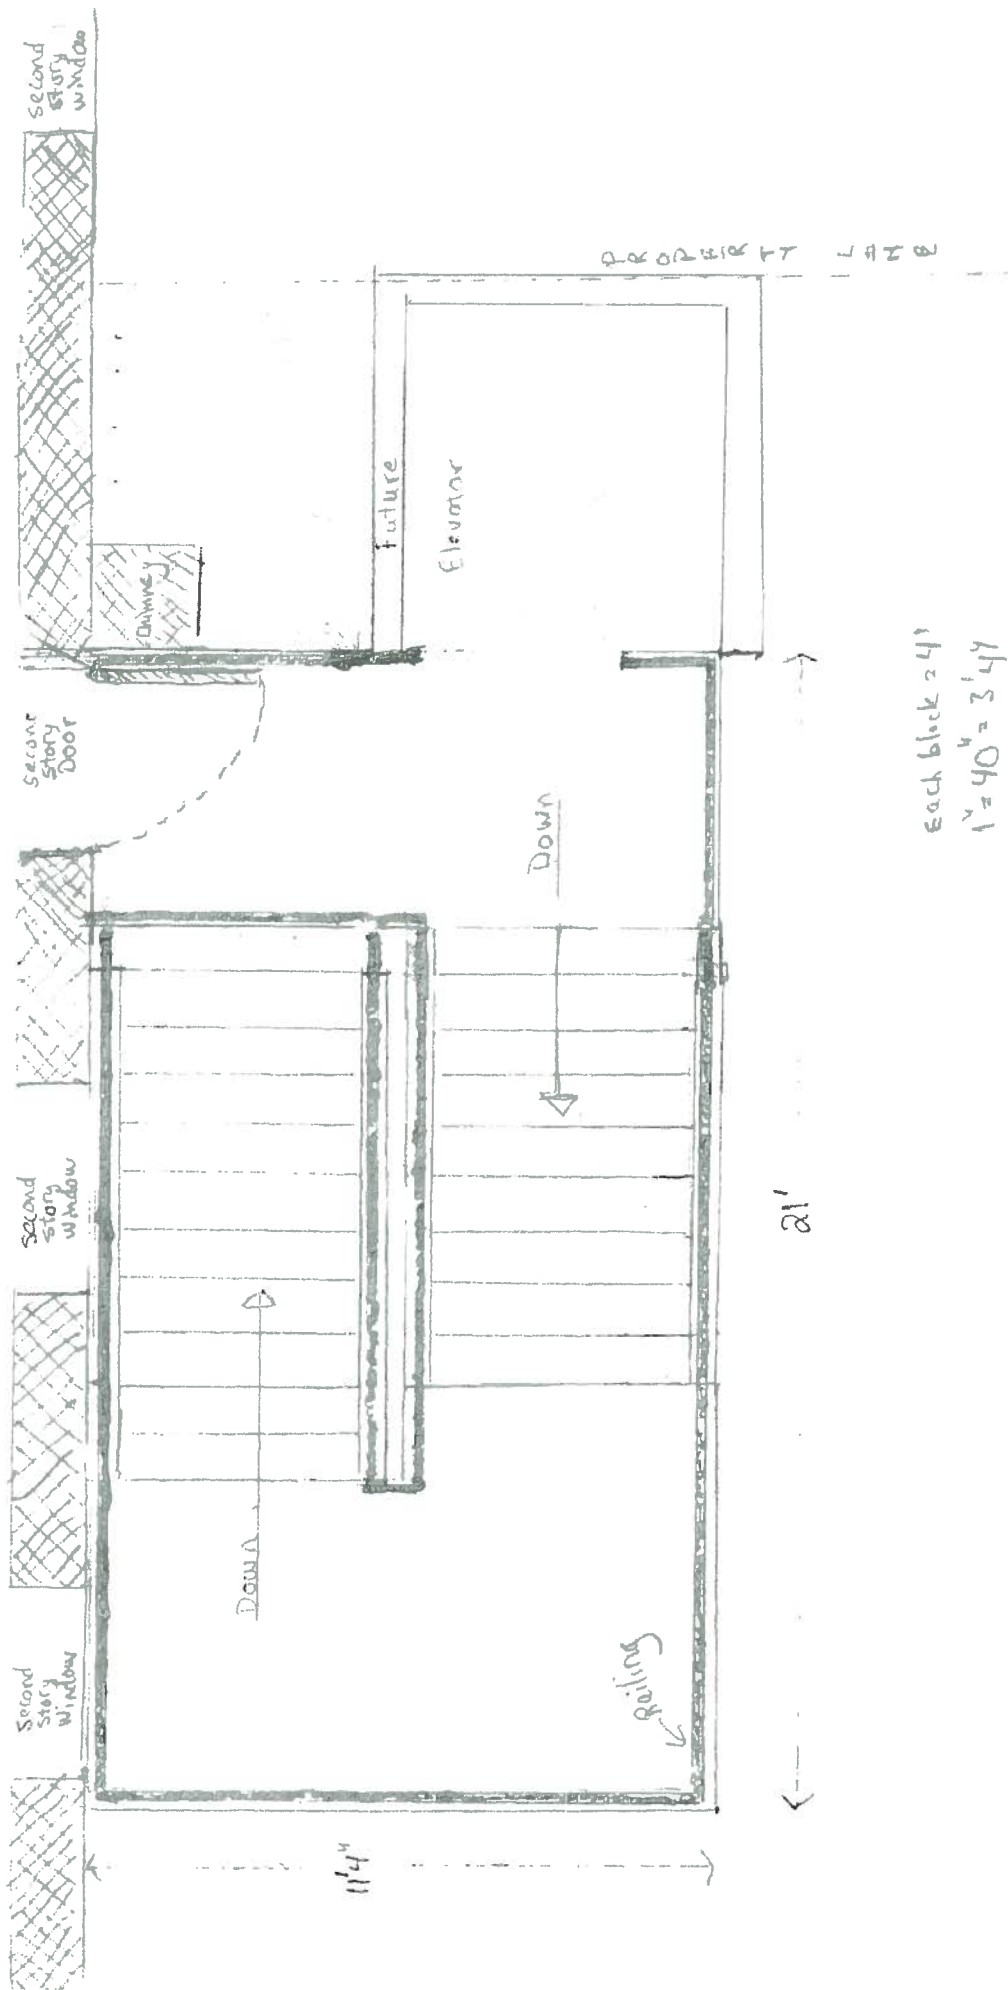 Second
story
Window
Second
story
window
Second
story
Door
Second
story
window
Chimney
Down
Future
Elevator
Down
Railing
PROPERTY LINE
11'4"
21'
Each block = 4"
1" = 40" = 3'4"